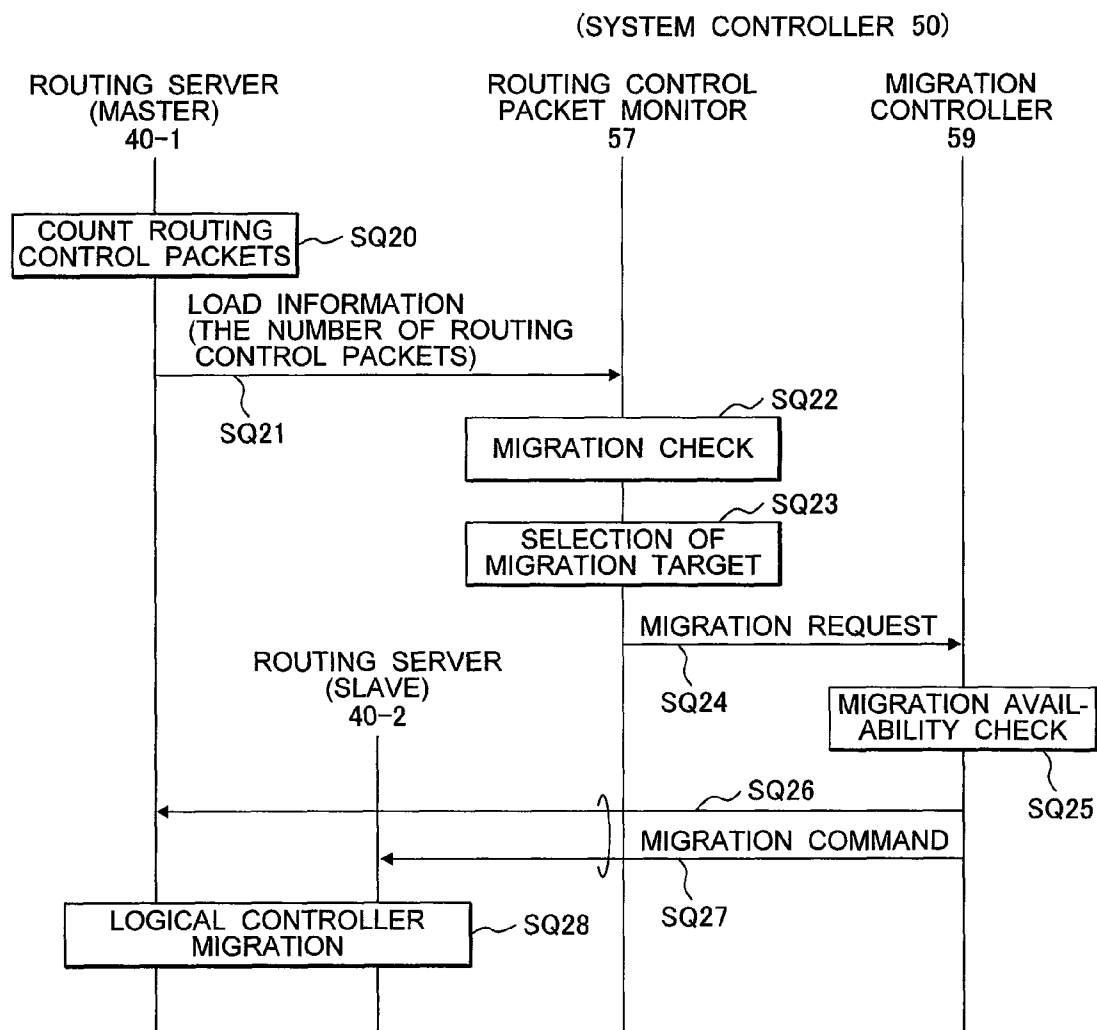 (SYSTEM CONTROLLER 50)
ROUTING SERVER
(MASTER)
40-1
ROUTING CONTROL
PACKET MONITOR
57
MIGRATION
CONTROLLER
59
COUNT ROUTING
CONTROL PACKETS
SQ20
LOAD INFORMATION
(THE NUMBER OF ROUTING
CONTROL PACKETS)
SQ21
SQ22
MIGRATION CHECK
SQ23
SELECTION OF
MIGRATION TARGET
MIGRATION REQUEST
SQ24
ROUTING SERVER
(SLAVE)
40-2
MIGRATION AVAIL-
ABILITY CHECK
SQ25
SQ26
MIGRATION COMMAND
SQ27
LOGICAL CONTROLLER
MIGRATION
SQ28